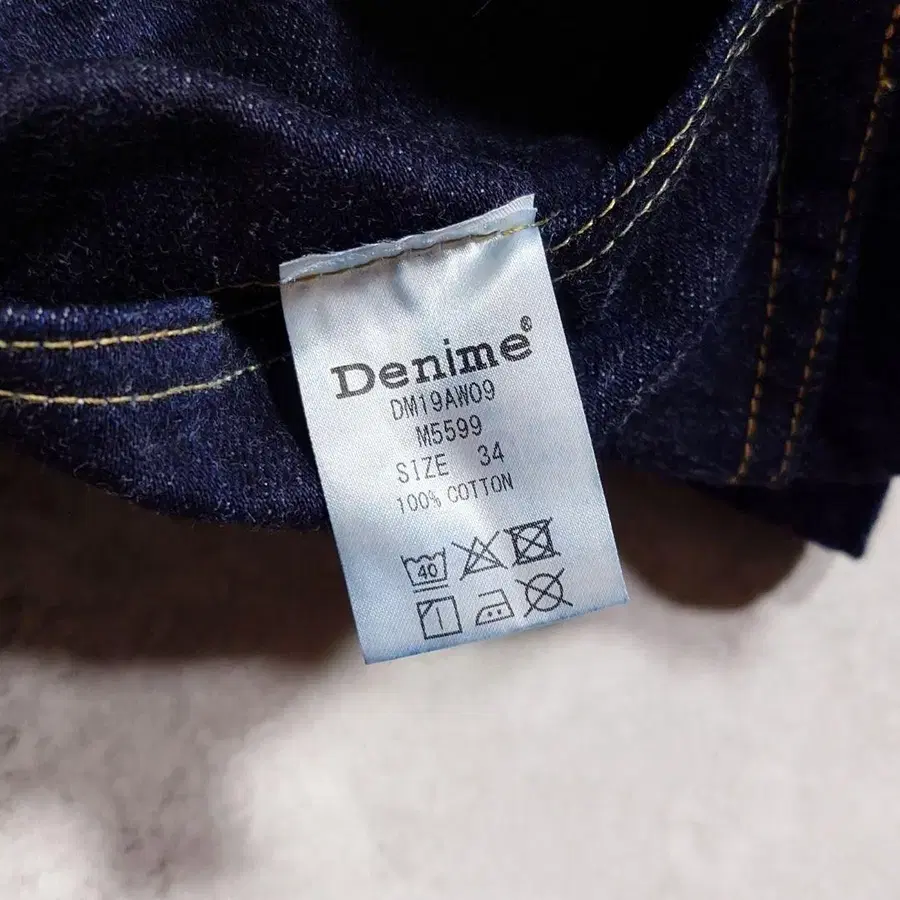 Denime®
DM19AW09
M5599
SIZE 34
100% COTTON
40